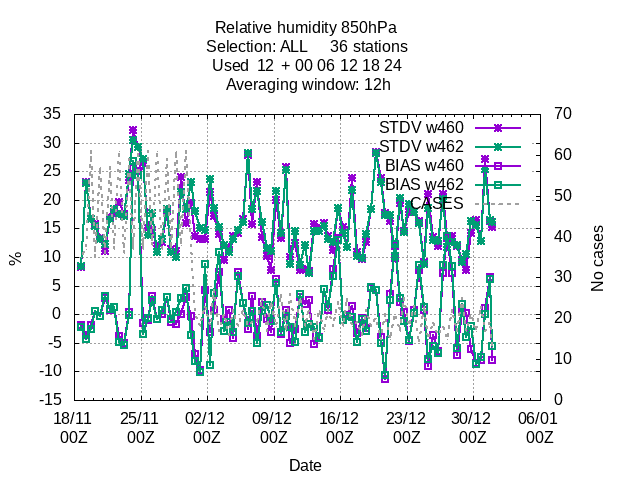 Relative humidity 850hPa
Selection: ALL 36 stations
Used 12 + 00 06 12 18 24
Averaging window: 12h
35 70
STDV w460
30 STDV w462 60
25 BIAS w460
BIAS w462 50
20 CASES
15 40
10 30
5
0 20
-5 10
-10
-15 0
% No cases
18/11 25/11 02/12 09/12 16/12 23/12 30/12 06/01
00Z 00Z 00Z 00Z 00Z 00Z 00Z 00Z
Date